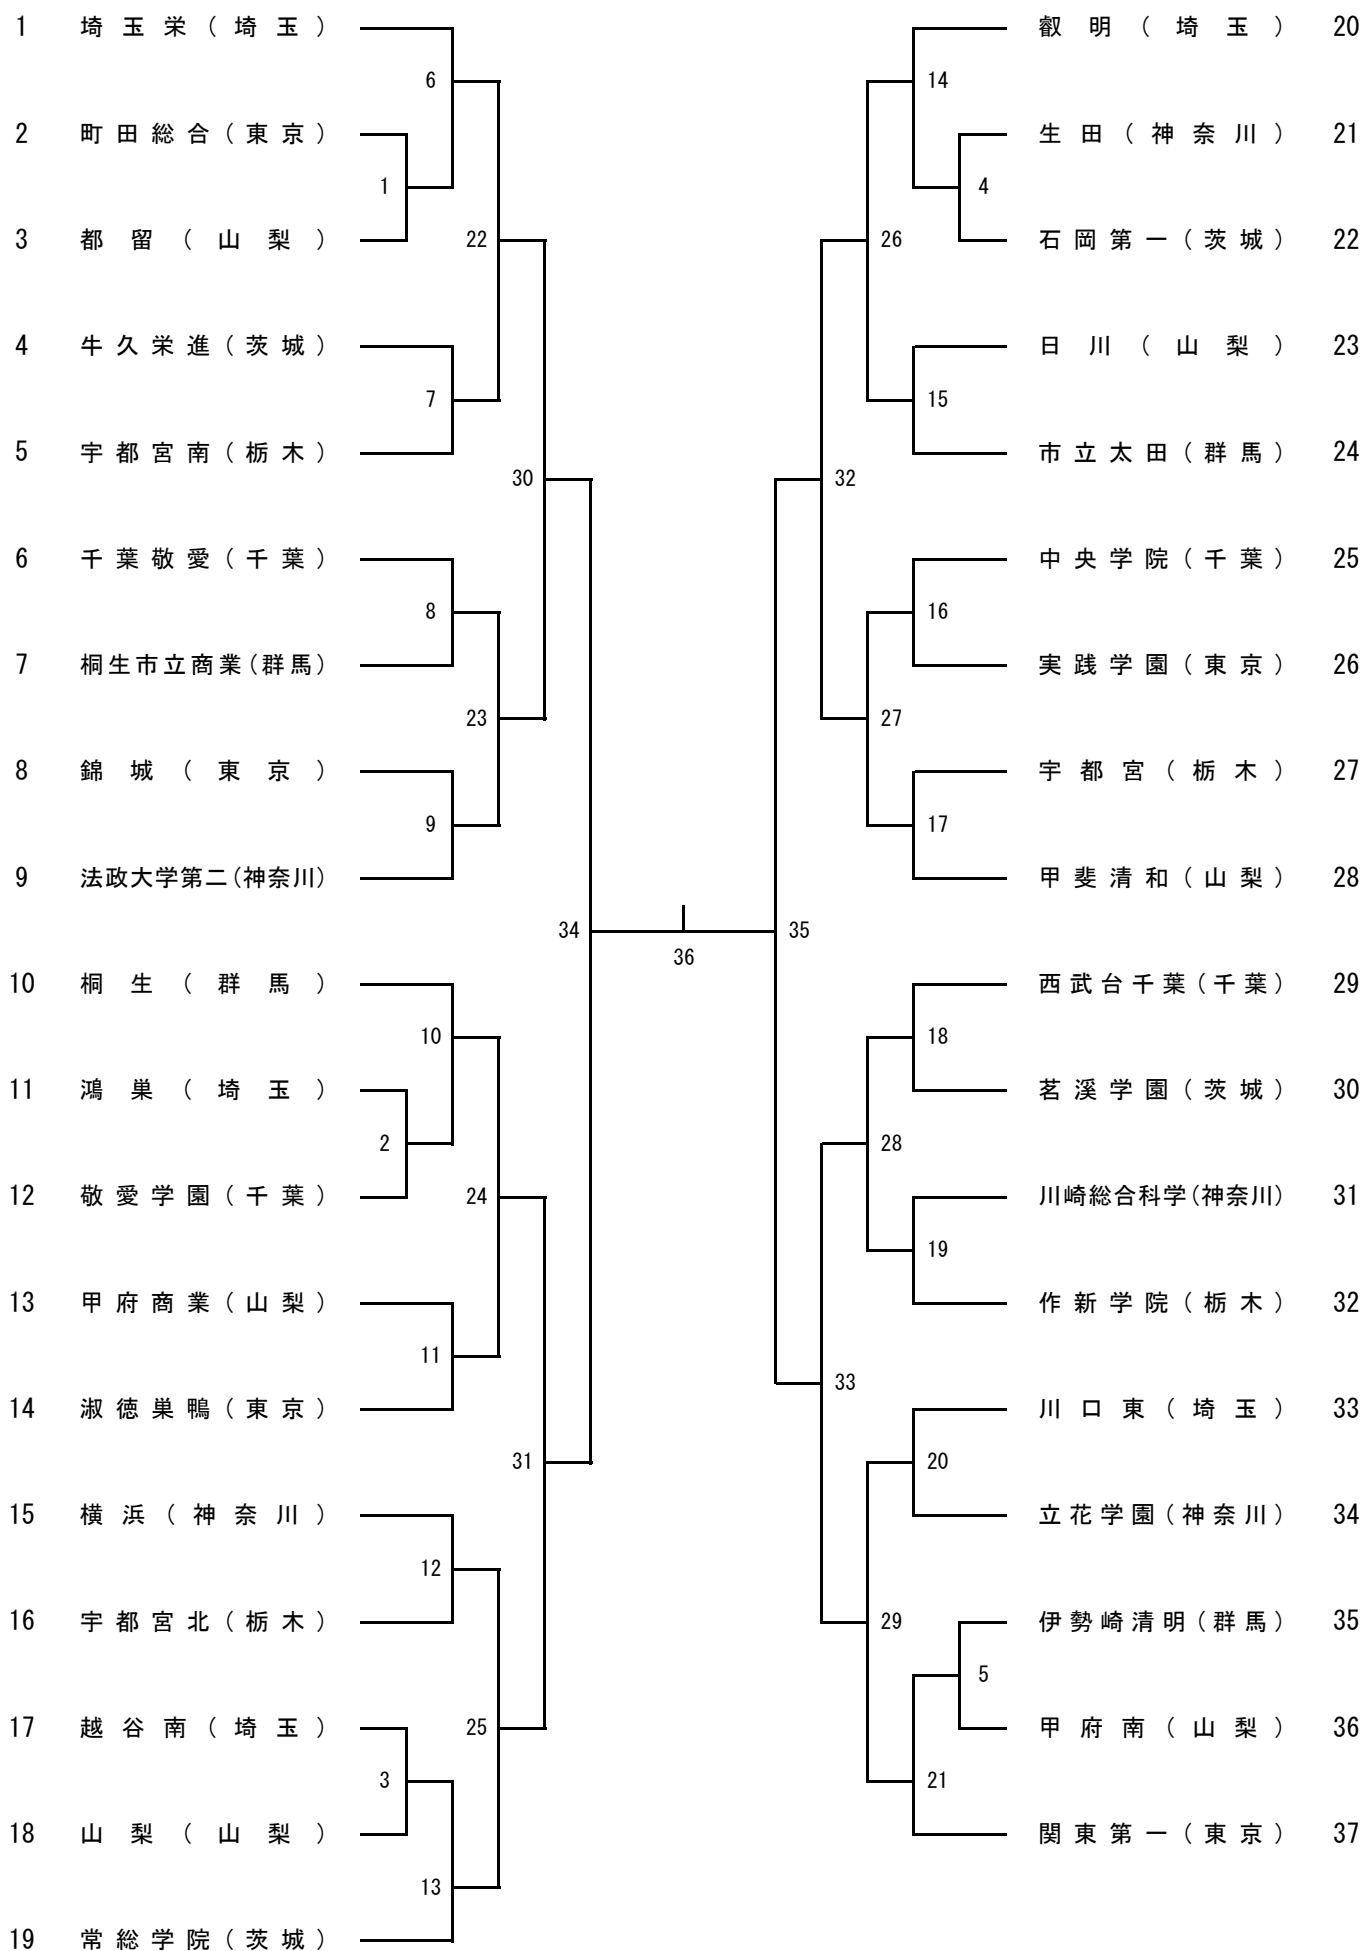 1 埼玉栄(埼玉)
6
2 町田総合(東京)
1
3 都留(山梨)
22
4 牛久栄進(茨城)
7
5 宇都宮南(栃木)
30
6 千葉敬愛(千葉)
8
7 桐生市立商業(群馬)
23
8 錦城(東京)
9
9 法政大学第二(神奈川)
34
36
10 桐生(群馬)
10
11 鴻巣(埼玉)
2
12 敬愛学園(千葉)
24
13 甲府商業(山梨)
11
14 淑徳巣鴨(東京)
31
15 横浜(神奈川)
12
16 宇都宮北(栃木)
17 越谷南(埼玉)
25
3
18 山梨(山梨)
13
19 常総学院(茨城)
叡明(埼玉) 20
14
生田(神奈川) 21
4
石岡第一(茨城) 22
26
日川(山梨) 23
15
市立太田(群馬) 24
32
中央学院(千葉) 25
16
実践学園(東京) 26
27
宇都宮(栃木) 27
17
甲斐清和(山梨) 28
35
西武台千葉(千葉) 29
18
茗溪学園(茨城) 30
28
川崎総合科学(神奈川) 31
19
作新学院(栃木) 32
33
川口東(埼玉) 33
20
立花学園(神奈川) 34
29
伊勢崎清明(群馬) 35
5
甲府南(山梨) 36
21
関東第一(東京) 37